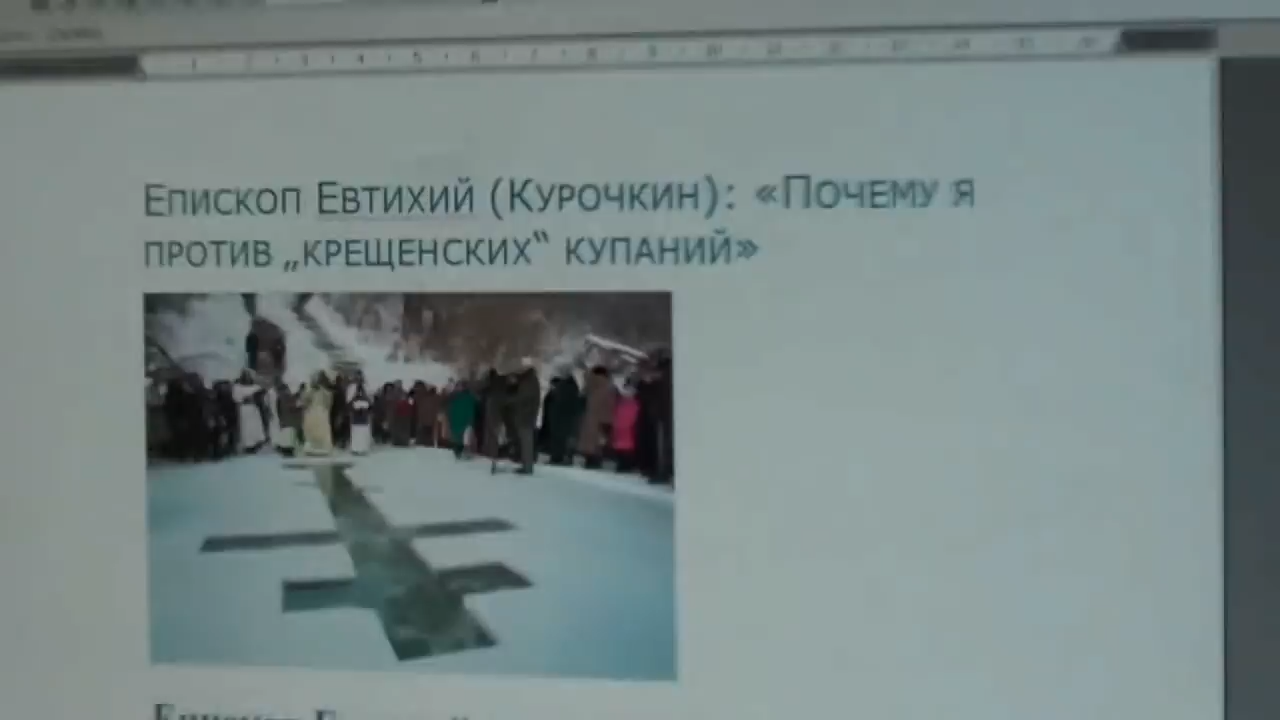 Епископ Евтихий (Курочкин): «Почему я
против „крещенских“ купаний»